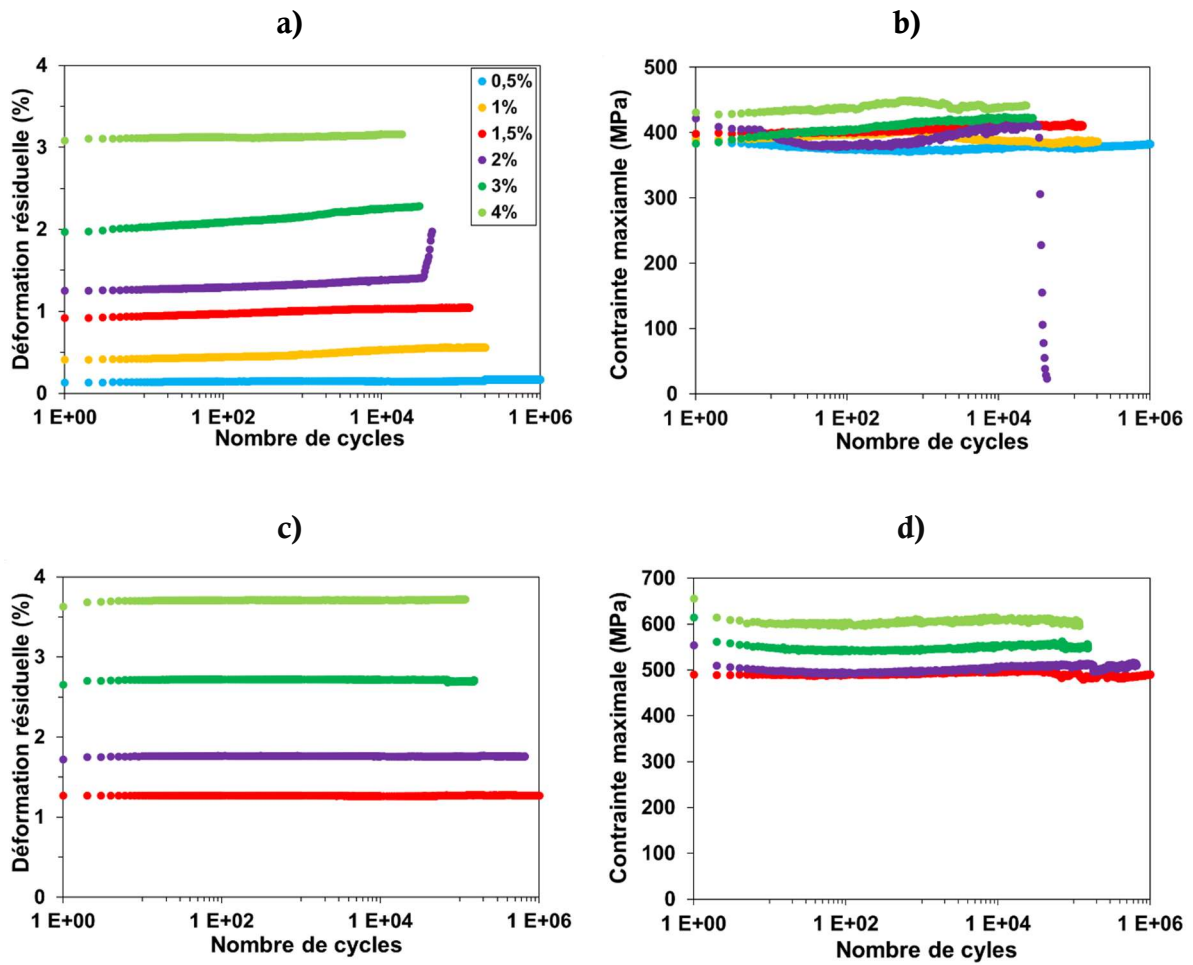 a)
Déformation résiduelle (%)
4
3
2
1
0
0,5%
1%
1,5%
2%
3%
4%
1 E+00
1 E+02
1 E+04
1 E+06
Nombre de cycles
b)
Contrainte maxiamle (MPa)
500
400
300
200
100
0
1 E+00
1 E+02
1 E+04
1 E+06
Nombre de cycles
c)
Déformation résiduelle (%)
4
3
2
1
0
1 E+00
1 E+02
1 E+04
1 E+06
Nombre de cycles
d)
Contrainte maximale (MPa)
700
600
500
400
300
200
100
0
1 E+00
1 E+02
1 E+04
1 E+06
Nombre de cyles